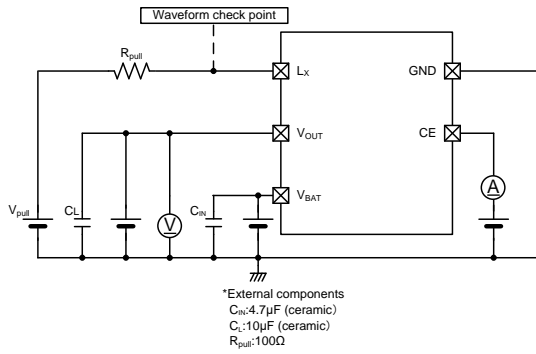 Waveform check point
Rpull
LX
GND
VOUT
CE
VBAT
A
V
Vpull
CL
CIN
*External components
CIN:4.7μF (ceramic)
CL:10μF (ceramic)
Rpull:100Ω